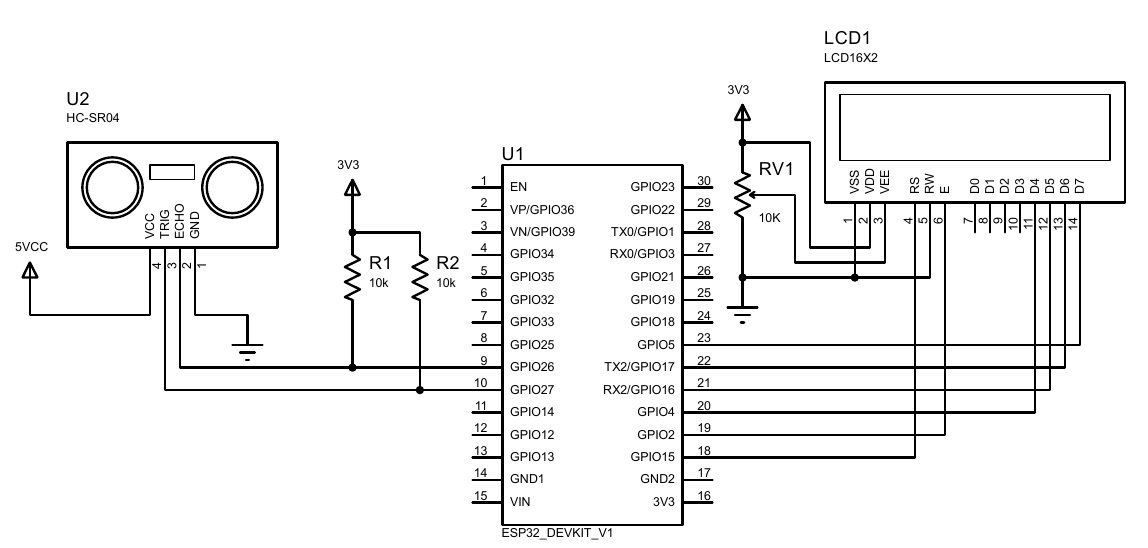 LCD1
LCD16X2
U2
HC-SR04
VCC
TRIG
ECHO
GND
4
3
2
1
5VCC
3V3
R1
10k
R2
10k
U1
1 EN GPIO23 30
2 VP/GPIO36 GPIO22 29
3 VN/GPIO39 TX0/GPIO1 28
4 GPIO34 RX0/GPIO3 27
5 GPIO35 GPIO21 26
6 GPIO32 GPIO19 25
7 GPIO33 GPIO18 24
8 GPIO25 GPIO5 23
9 GPIO26 TX2/GPIO17 22
10 GPIO27 RX2/GPIO16 21
11 GPIO14 GPIO4 20
12 GPIO12 GPIO2 19
13 GPIO13 GPIO15 18
14 GND1 GND2 17
15 VIN 3V3 16
ESP32_DEVKIT_V1
3V3
RV1
10K
VSS
VDD
VEE
RS
RW
E
D0
D1
D2
D3
D4
D5
D6
D7
1
2
3
4
5
6
7
8
9
10
11
12
13
14